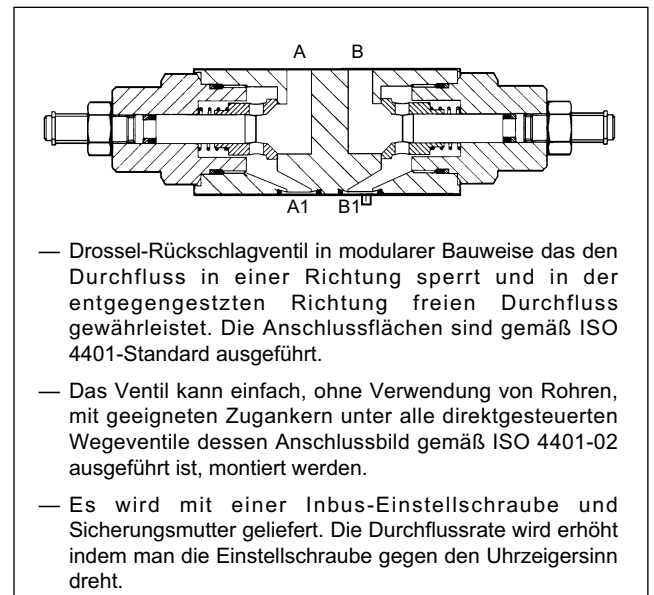 A B
A1 B1
— Drossel-Rückschlagventil in modularer Bauweise das den
Durchfluss in einer Richtung sperrt und in der
entgegengestzten Richtung freien Durchfluss
gewährleistet. Die Anschlussflächen sind gemäß ISO
4401-Standard ausgeführt.
— Das Ventil kann einfach, ohne Verwendung von Rohren,
mit geeigneten Zugankern unter alle direktgesteuerten
Wegeventile dessen Anschlussbild gemäß ISO 4401-02
ausgeführt ist, montiert werden.
— Es wird mit einer Inbus-Einstellschraube und
Sicherungsmutter geliefert. Die Durchflussrate wird erhöht
indem man die Einstellschraube gegen den Uhrzeigersinn
dreht.